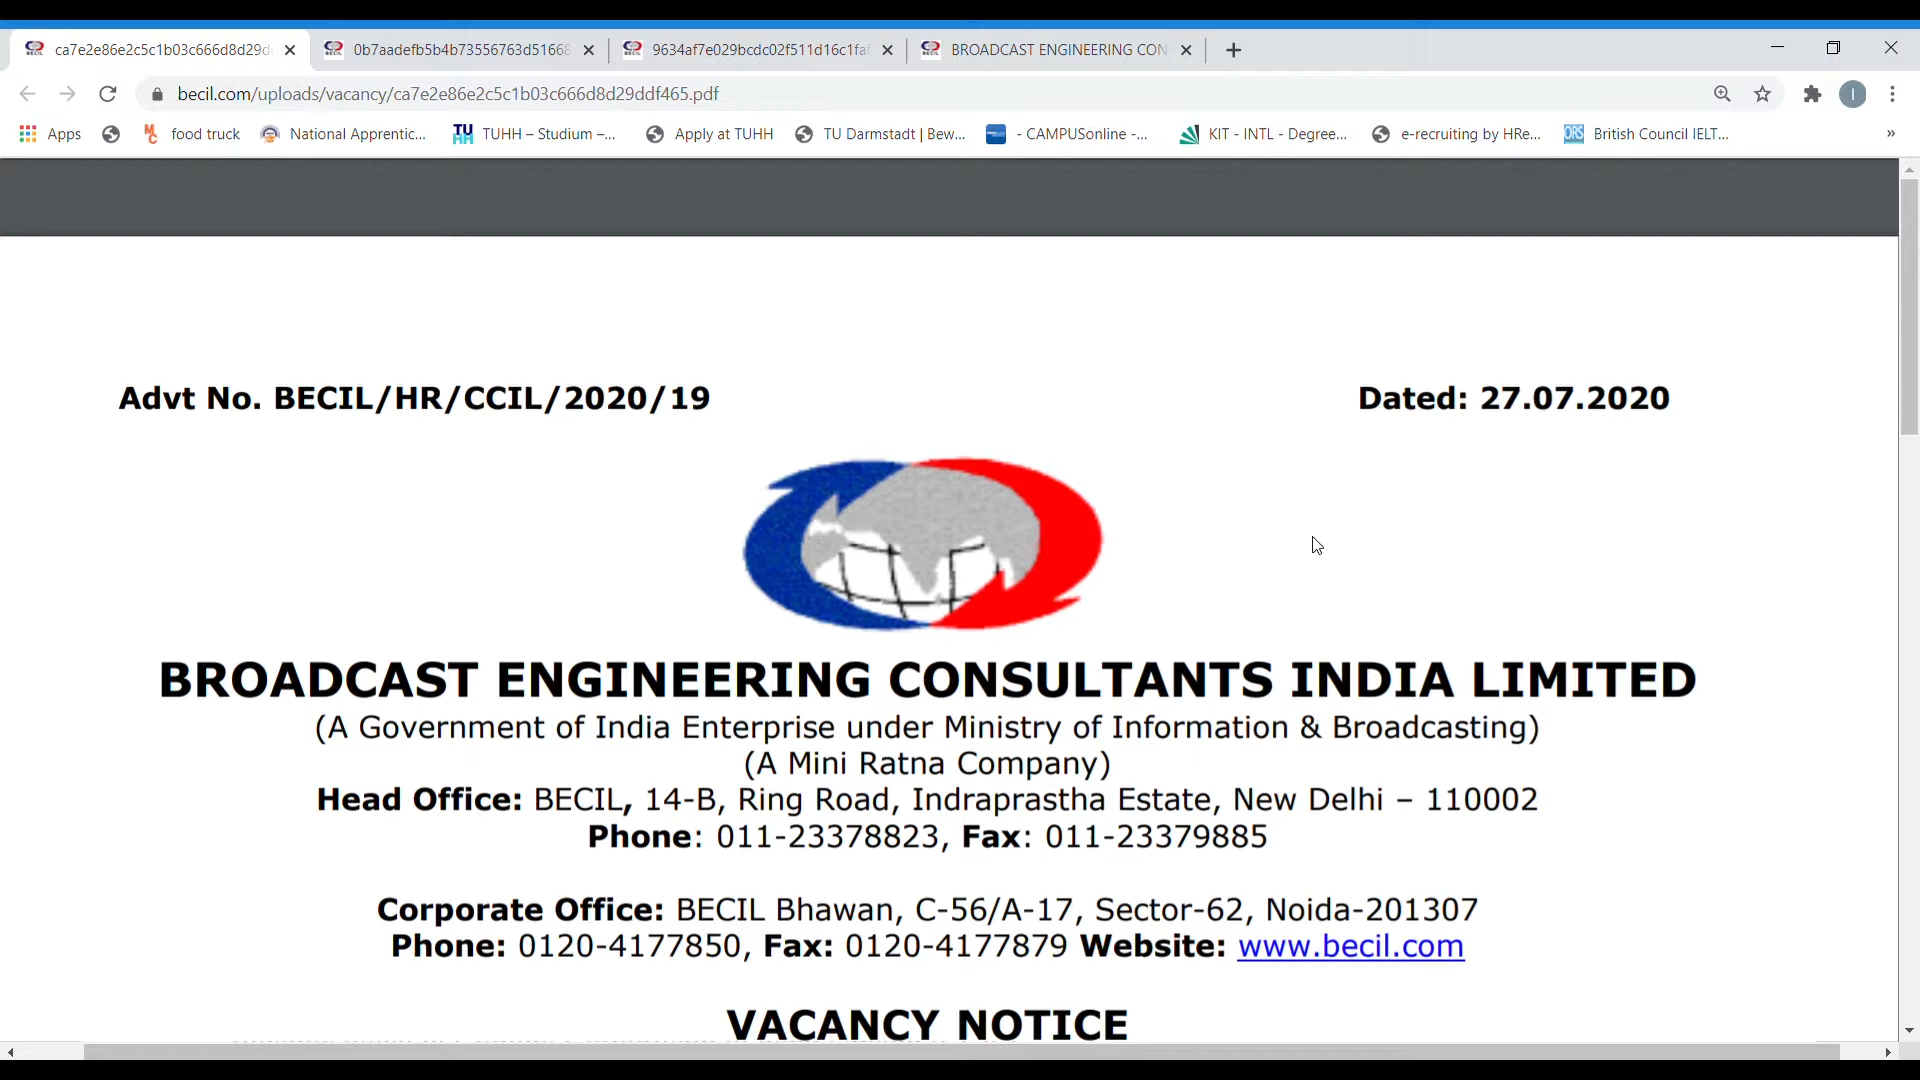 ca7e2e86e2c5c1b03c666d8d29d
0b7aadefb5b4b73556763d5166
9634af7e029bcdc02f511d16c1fa
BROADCAST ENGINEERING CON
becil.com/uploads/vacancy/ca7e2e86e2c5c1b03c666d8d29ddf465.pdf
I
Apps
food truck
National Apprentic...
TUHH – Studium –...
Apply at TUHH
TU Darmstadt | Bew...
- CAMPUSonline -...
KIT - INTL - Degree...
e-recruiting by HRe...
British Council IELT...
»
Advt No. BECIL/HR/CCIL/2020/19
Dated: 27.07.2020
BROADCAST ENGINEERING CONSULTANTS INDIA LIMITED
(A Government of India Enterprise under Ministry of Information & Broadcasting)
(A Mini Ratna Company)
Head Office: BECIL, 14-B, Ring Road, Indraprastha Estate, New Delhi – 110002
Phone: 011-23378823, Fax: 011-23379885
Corporate Office: BECIL Bhawan, C-56/A-17, Sector-62, Noida-201307
Phone: 0120-4177850, Fax: 0120-4177879 Website: www.becil.com
VACANCY NOTICE